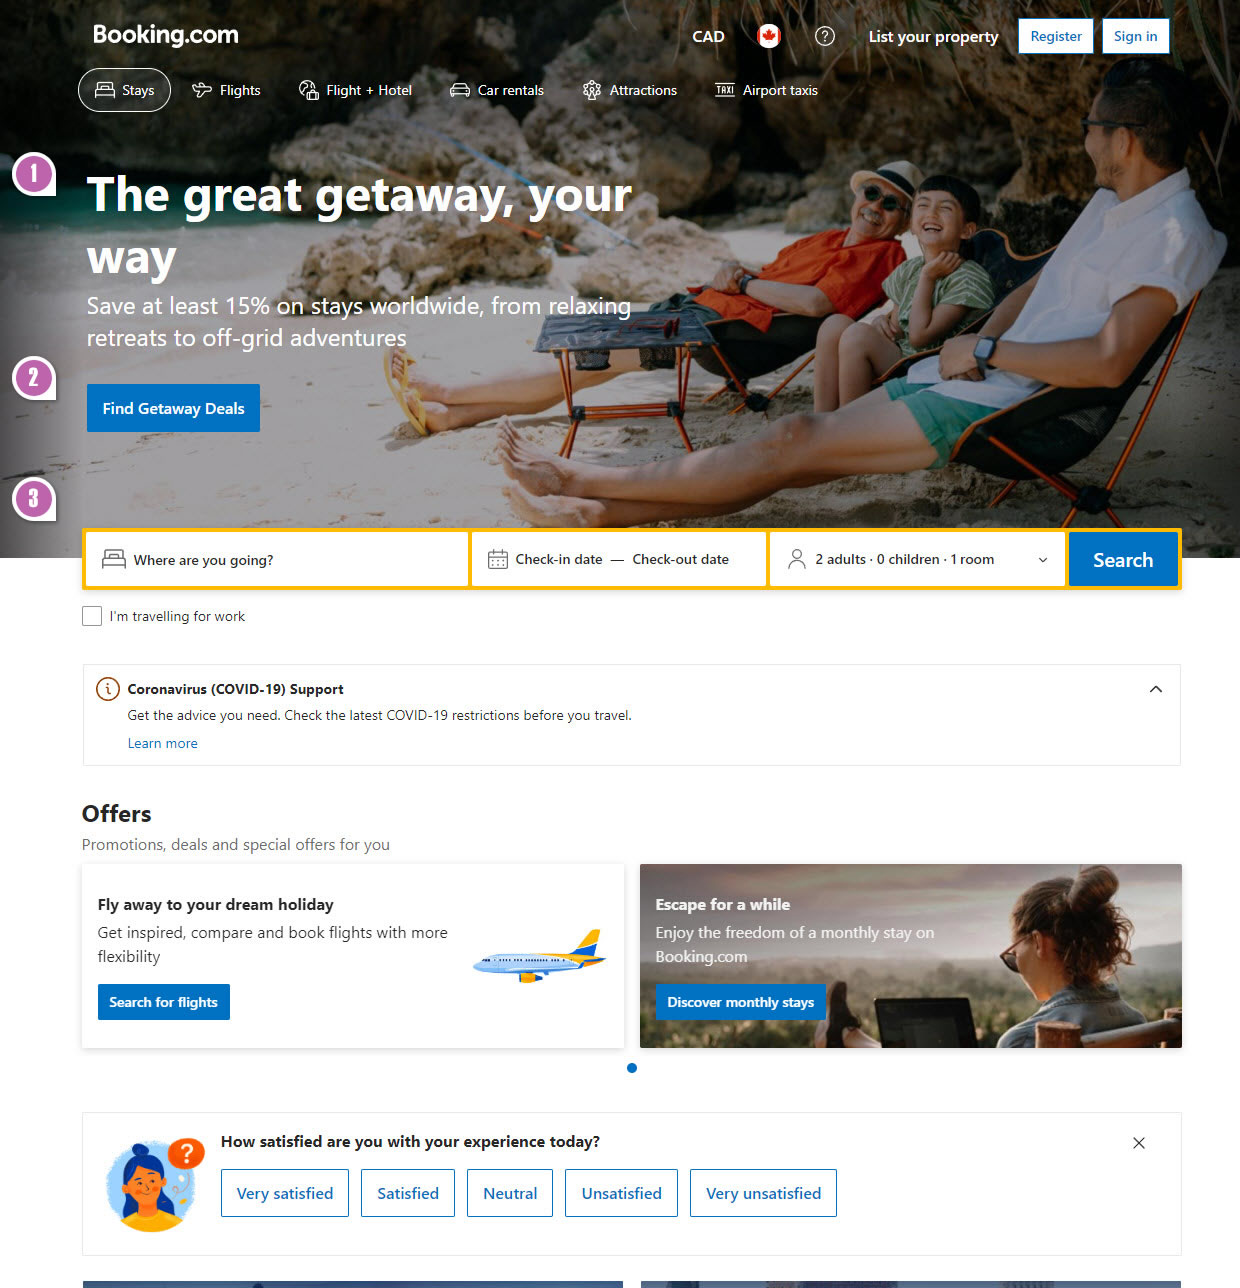 Booking.com
CAD
?
List your property
Register
Sign in
Stays
Flights
Flight + Hotel
Car rentals
Attractions
TAXI
Airport taxis
1
The great getaway, your
way
Save at least 15% on stays worldwide, from relaxing
retreats to off-grid adventures
2
Find Getaway Deals
3
Where are you going?
Check-in date — Check-out date
2 adults · 0 children · 1 room
Search
I'm travelling for work
i
Coronavirus (COVID-19) Support
Get the advice you need. Check the latest COVID-19 restrictions before you travel.
Learn more
Offers
Promotions, deals and special offers for you
Fly away to your dream holiday
Get inspired, compare and book flights with more
flexibility
Search for flights
Escape for a while
Enjoy the freedom of a monthly stay on
Booking.com
Discover monthly stays
?
How satisfied are you with your experience today?
Very satisfied
Satisfied
Neutral
Unsatisfied
Very unsatisfied